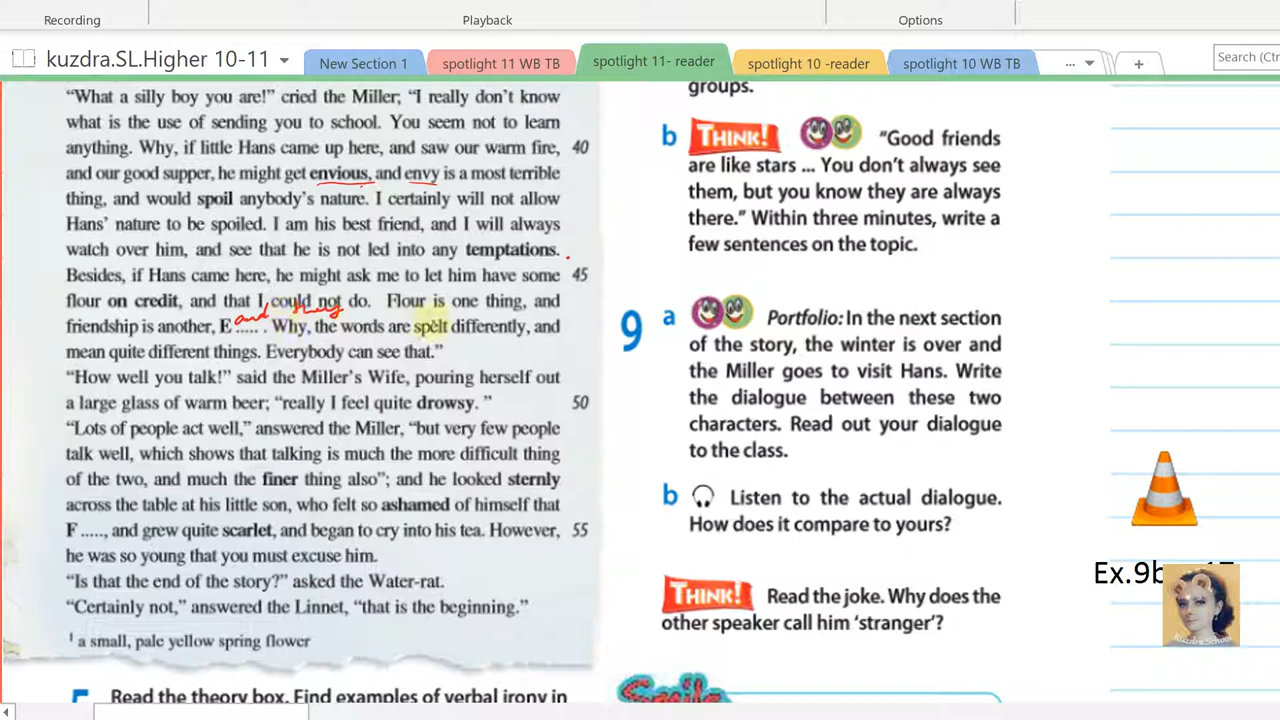 Recording
Playback
Options
kuzdra.SL.Higher 10-11
New Section 1
spotlight 11 WB TB
spotlight 11- reader
spotlight 10 -reader
spotlight 10 WB TB
...
+
Search (Ctr
“What a silly boy you are!” cried the Miller; “I really don’t know
what is the use of sending you to school. You seem not to learn
anything. Why, if little Hans came up here, and saw our warm fire, 40
and our good supper, he might get envious, and envy is a most terrible
thing, and would spoil anybody’s nature. I certainly will not allow
Hans’ nature to be spoiled. I am his best friend, and I will always
watch over him, and see that he is not led into any temptations.
Besides, if Hans came here, he might ask me to let him have some 45
flour on credit, and that I could not do. Flour is one thing, and
and they
friendship is another, E ...... . Why, the words are spelt differently, and
mean quite different things. Everybody can see that.”
“How well you talk!” said the Miller’s Wife, pouring herself out
a large glass of warm beer; “really I feel quite drowsy. ” 50
“Lots of people act well,” answered the Miller, “but very few people
talk well, which shows that talking is much the more difficult thing
of the two, and much the finer thing also”; and he looked sternly
across the table at his little son, who felt so ashamed of himself that
F ....., and grew quite scarlet, and began to cry into his tea. However, 55
he was so young that you must excuse him.
“Is that the end of the story?” asked the Water-rat.
“Certainly not,” answered the Linnet, “that is the beginning.”
1 a small, pale yellow spring flower
Read the theory box. Find examples of verbal irony in
groups.
b THINK! “Good friends
are like stars ... You don’t always see
them, but you know they are always
there.” Within three minutes, write a
few sentences on the topic.
9 a Portfolio: In the next section
of the story, the winter is over and
the Miller goes to visit Hans. Write
the dialogue between these two
characters. Read out your dialogue
to the class.
b Listen to the actual dialogue.
How does it compare to yours?
THINK! Read the joke. Why does the
other speaker call him ‘stranger’?
Smile
Ex.9b
KuzdraSchool